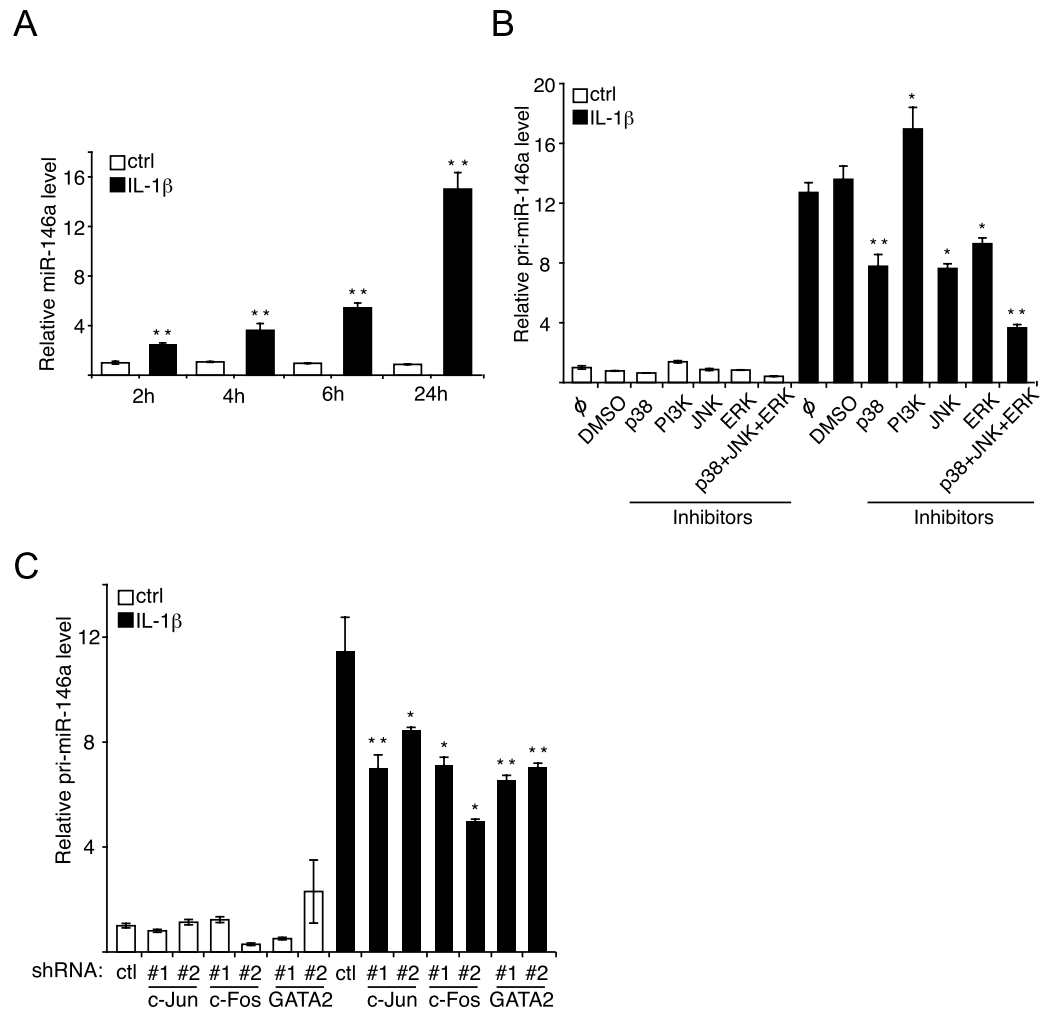 A
B
ctrl
IL-1β
Relative miR-146a level
16
12
8
4
* *
* *
* *
* *
2h
4h
6h
24h
ctrl
IL-1β
Relative pri-miR-146a level
20
16
12
8
4
* *
*
*
*
* *
ϕ DMSO p38 PI3K JNK ERK p38+JNK+ERK ϕ DMSO p38 PI3K JNK ERK p38+JNK+ERK
Inhibitors Inhibitors
C
ctrl
IL-1β
Relative pri-miR-146a level
12
8
4
* *
*
*
*
* *
* *
shRNA: ctl #1 #2 #1 #2 #1 #2 ctl #1 #2 #1 #2 #1 #2
c-Jun c-Fos GATA2 c-Jun c-Fos GATA2